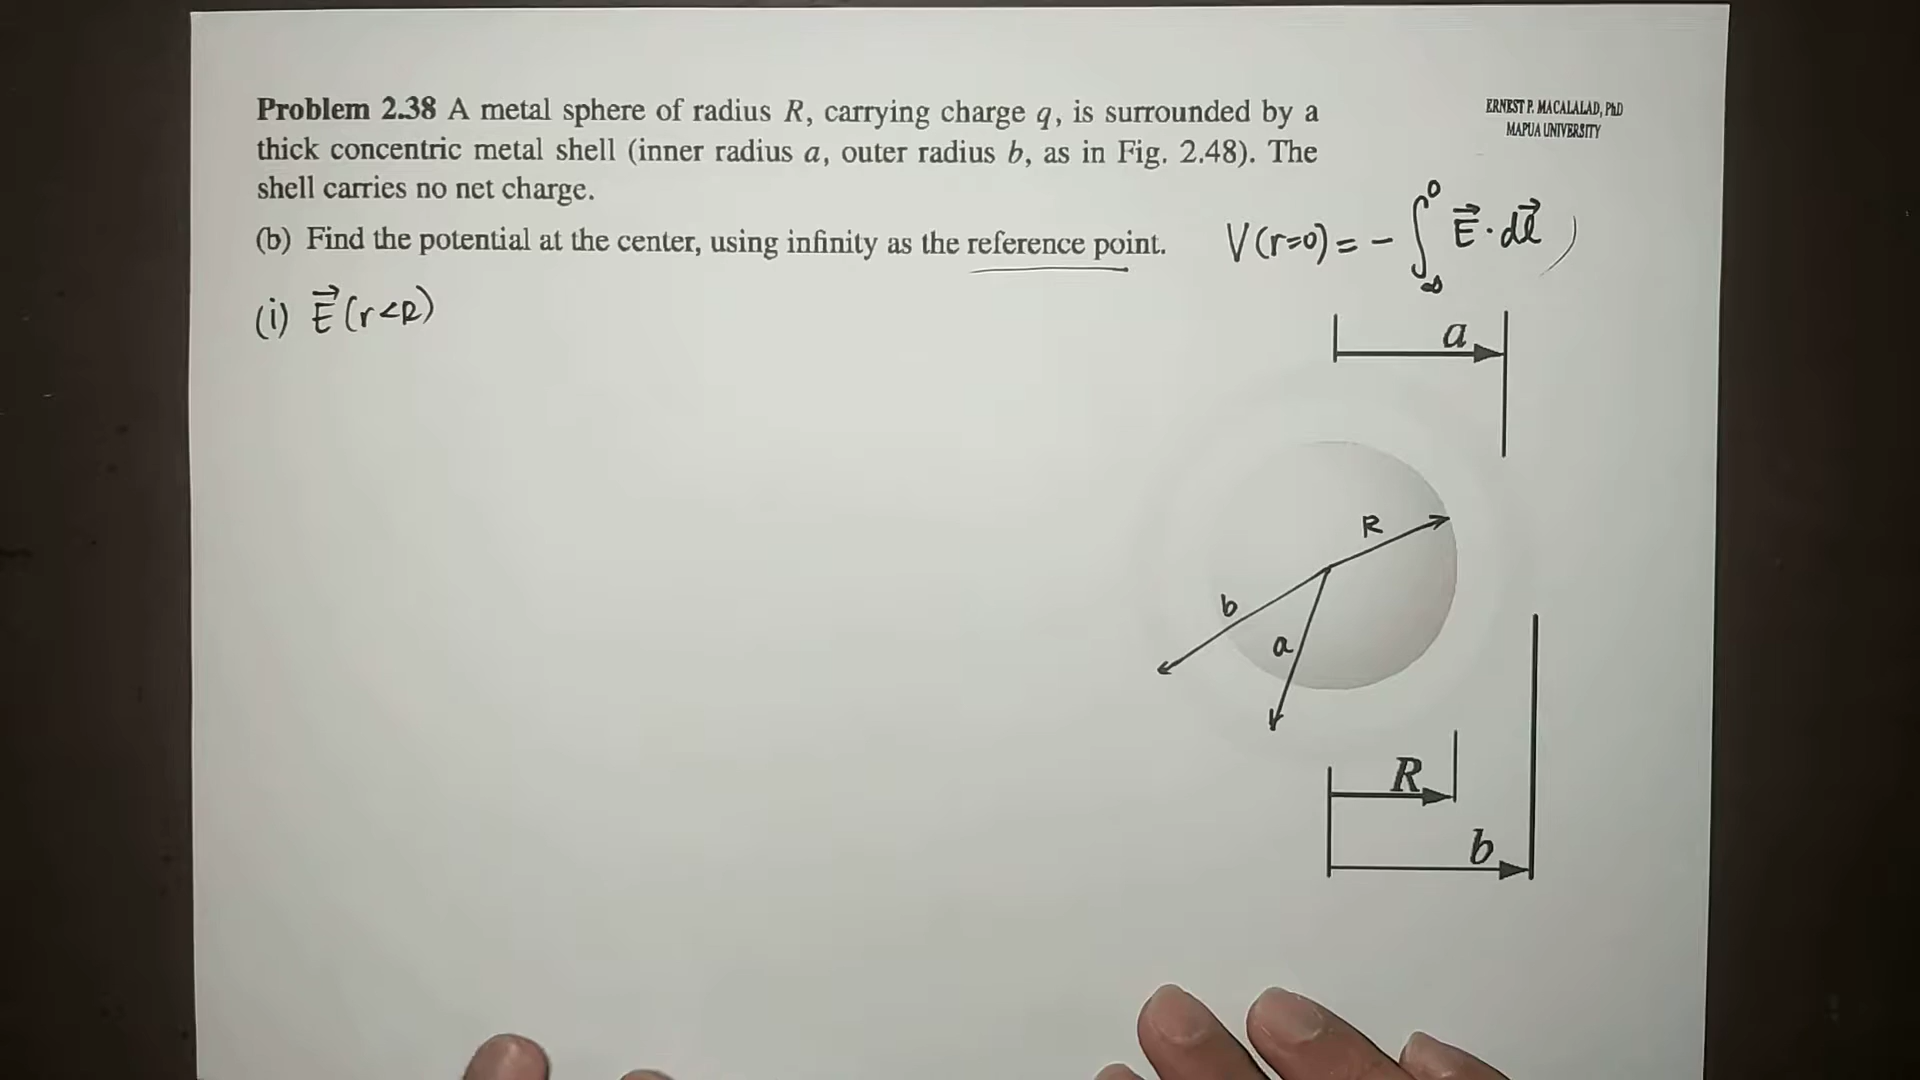 Problem 2.38 A metal sphere of radius R, carrying charge q, is surrounded by a
thick concentric metal shell (inner radius a, outer radius b, as in Fig. 2.48). The
shell carries no net charge.
(b) Find the potential at the center, using infinity as the reference point.
ERNEST P. MACALALAD, PhD
MAPUA UNIVERSITY
V(r=0) = - ∫_∞^0 E⃗ · dℓ⃗ )
(i) E⃗ (r<R)
a
R
b
a
R
b